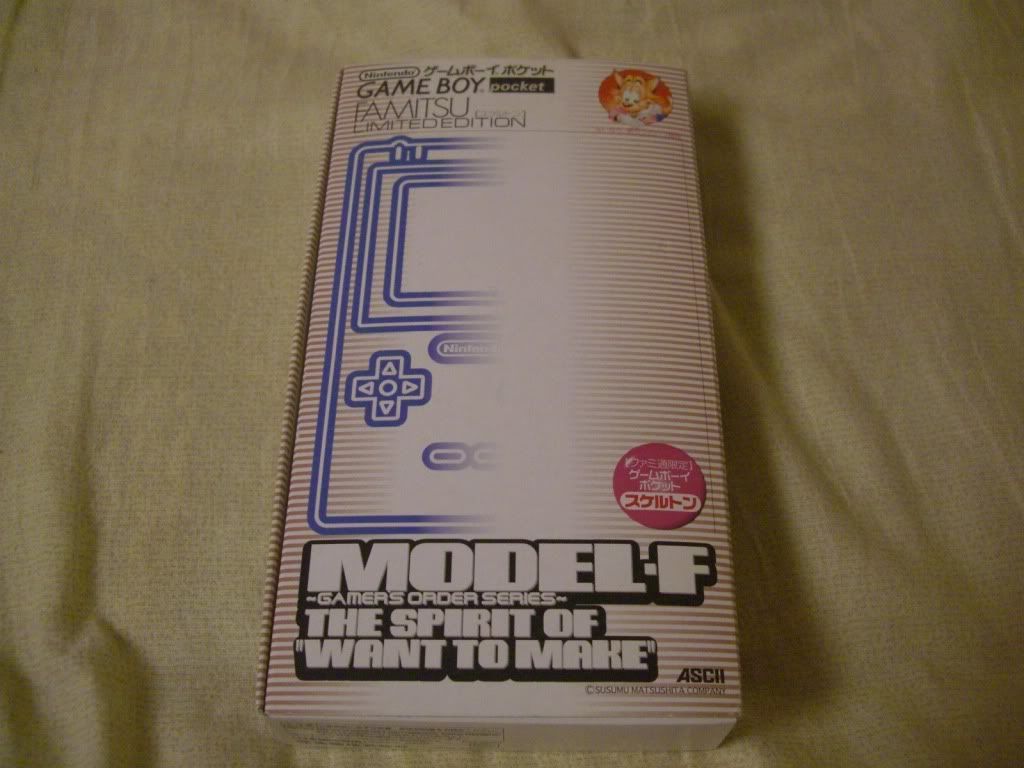 Nintendo ゲームボーイ ポケット
GAME BOY pocket
FAMITSU
LIMITED EDITION
Nintendo
【ファミ通限定】
ゲームボーイ
ポケット
スケルトン
MODEL-F
~GAMERS ORDER SERIES~
THE SPIRIT OF
"WANT TO MAKE"
ASCII
©SUSUMU MATSUSHITA COMPANY